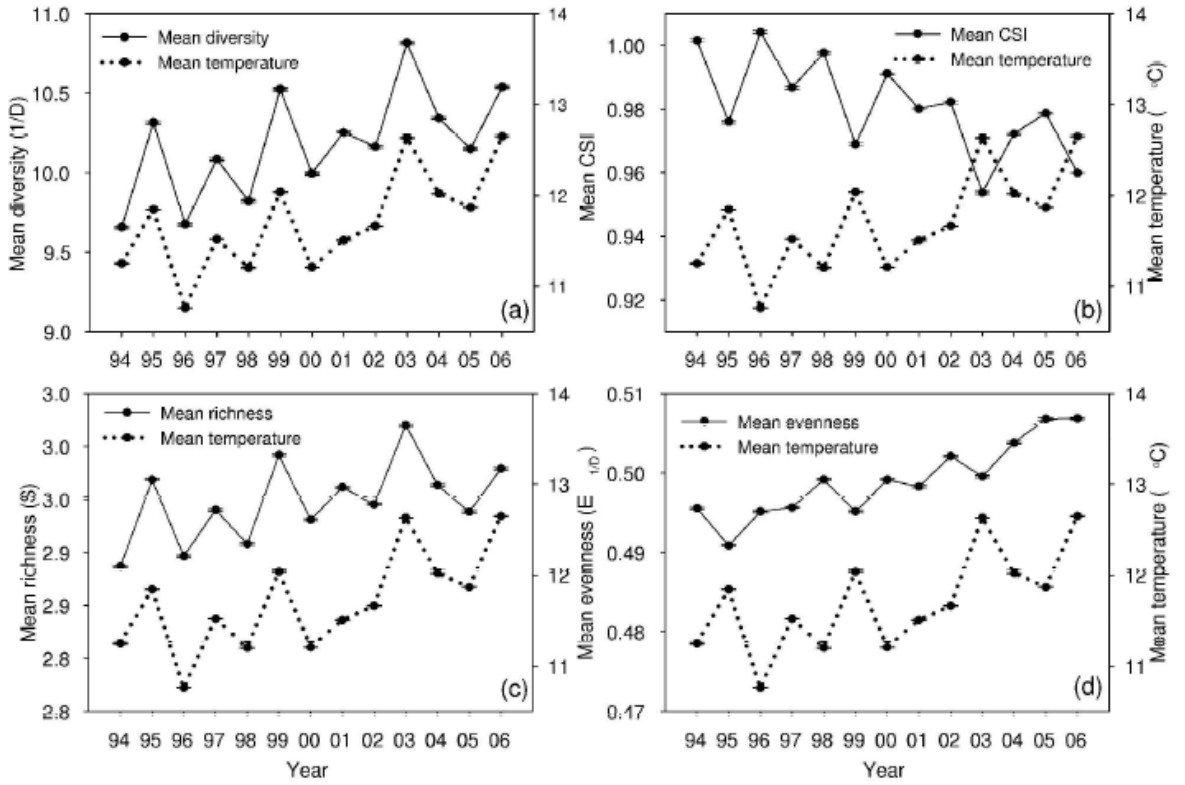 11.0
10.5
10.0
9.5
9.0
Mean diversity (1/D)
Mean diversity
Mean temperature
14
13
12
11
(a)
94 95 96 97 98 99 00 01 02 03 04 05 06
1.00
0.98
0.96
0.94
0.92
Mean CSI
Mean CSI
Mean temperature
14
13
12
11
Mean temperature ( °C)
(b)
94 95 96 97 98 99 00 01 02 03 04 05 06
3.0
3.0
3.0
2.9
2.9
2.8
2.8
Mean richness (S)
Mean richness
Mean temperature
14
13
12
11
(c)
94 95 96 97 98 99 00 01 02 03 04 05 06
Year
0.51
0.50
0.49
0.48
0.47
Mean evenness (E 1/D)
Mean evenness
Mean temperature
14
13
12
11
Mean temperature ( °C)
(d)
94 95 96 97 98 99 00 01 02 03 04 05 06
Year